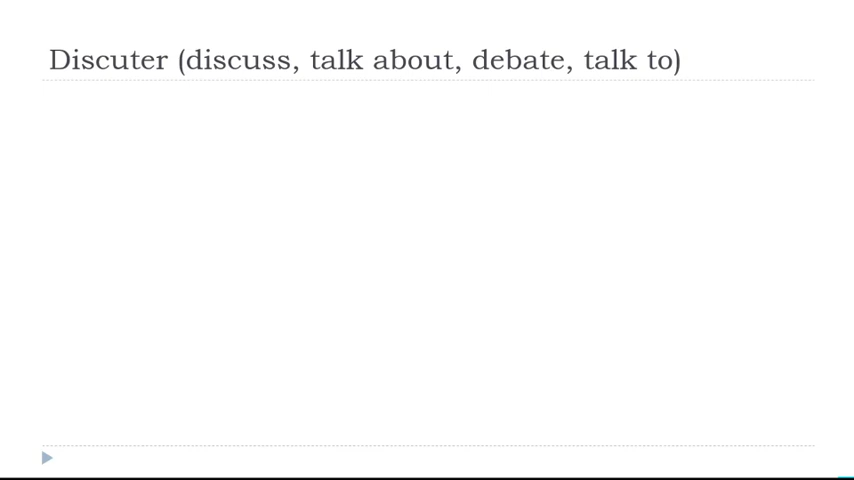 Discuter (discuss, talk about, debate, talk to)